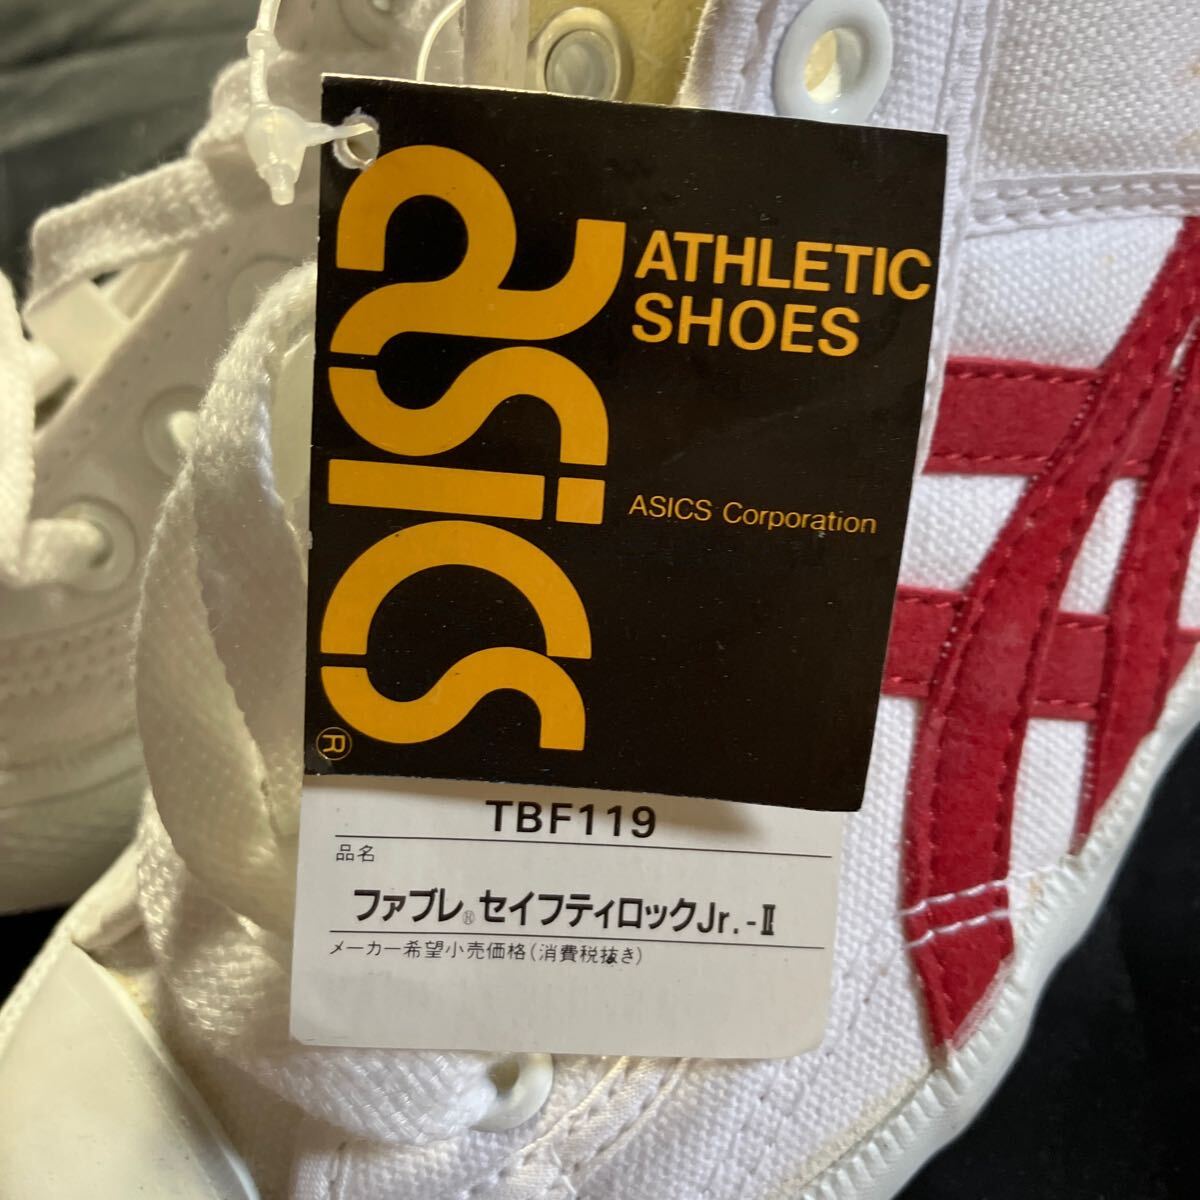 asics
®
ATHLETIC
SHOES
ASICS Corporation
TBF119
品名
ファブレ®セイフティロックJr.-Ⅱ
メーカー希望小売価格(消費税抜き)